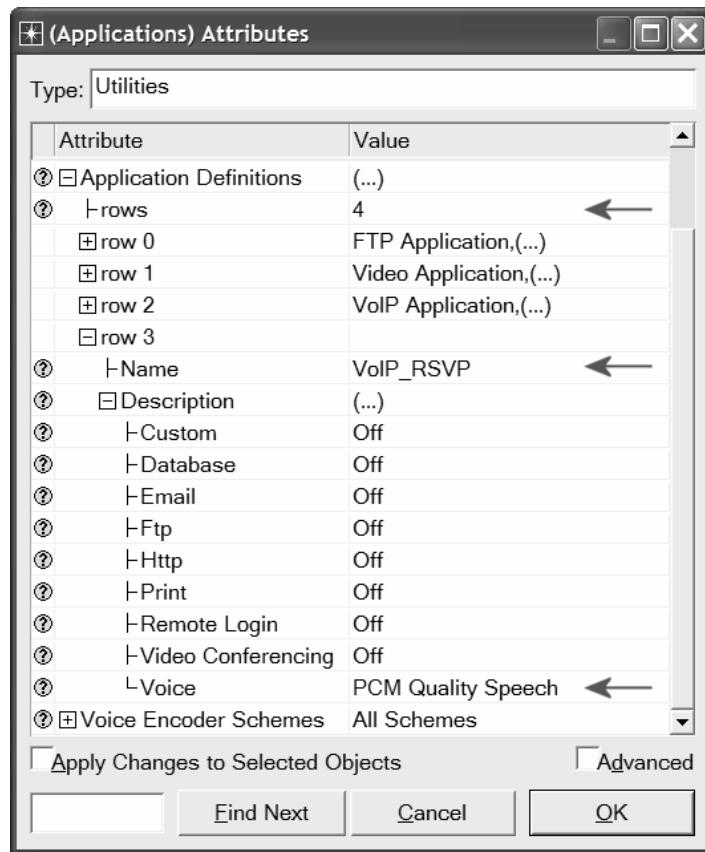 (Applications) Attributes
Type: Utilities
Attribute Value
Application Definitions (...)
rows 4
row 0 FTP Application,(...)
row 1 Video Application,(...)
row 2 VoIP Application,(...)
row 3
Name VoIP_RSVP
Description (...)
Custom Off
Database Off
Email Off
Ftp Off
Http Off
Print Off
Remote Login Off
Video Conferencing Off
Voice PCM Quality Speech
Voice Encoder Schemes All Schemes
Apply Changes to Selected Objects Advanced
Find Next Cancel OK